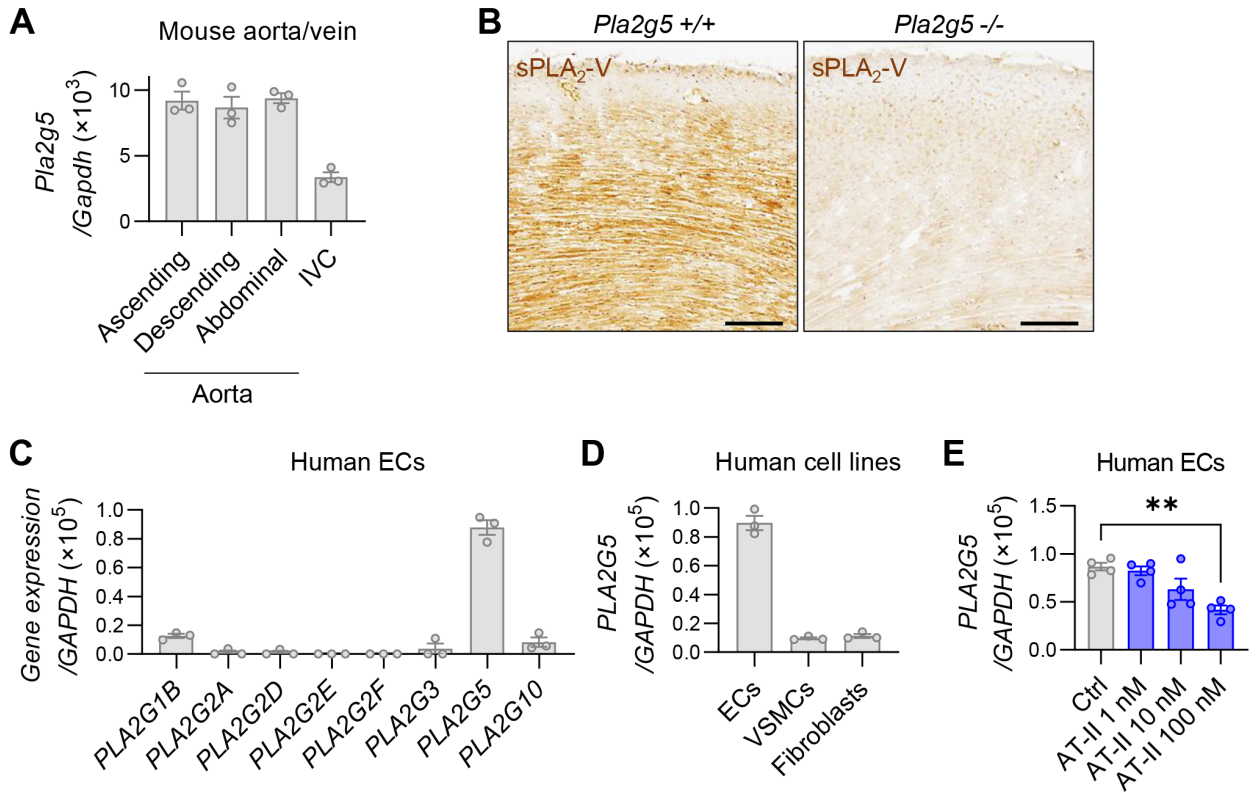 A
Mouse aorta/vein
Pla2g5
/Gapdh (×10³)
10
5
0
Ascending
Descending
Abdominal
IVC
Aorta
B
Pla2g5 +/+
Pla2g5 -/-
sPLA₂-V
sPLA₂-V
C
Human ECs
Gene expression
/GAPDH (×10⁵)
1.0
0.8
0.6
0.4
0.2
0.0
PLA2G1B
PLA2G2A
PLA2G2D
PLA2G2E
PLA2G2F
PLA2G3
PLA2G5
PLA2G10
D
Human cell lines
PLA2G5
/GAPDH (×10⁵)
1.0
0.8
0.6
0.4
0.2
0.0
ECs
VSMCs
Fibroblasts
E
Human ECs
PLA2G5
/GAPDH (×10⁵)
1.5
1.0
0.5
0.0
**
Ctrl
AT-II 1 nM
AT-II 10 nM
AT-II 100 nM